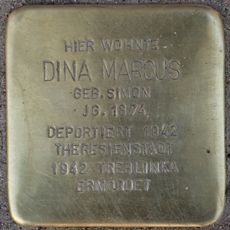 HIER WOHNTE
DINA MARCUS
GEB. SIMON
JG. 1874
DEPORTIERT 1942
THERESIENSTADT
1942 TREBLINKA
ERMORDET